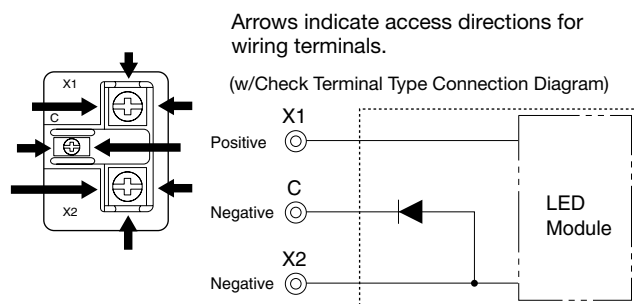 Arrows indicate access directions for
wiring terminals.
(w/Check Terminal Type Connection Diagram)
X1
C
X2
X1
Positive
C
Negative
X2
Negative
LED
Module